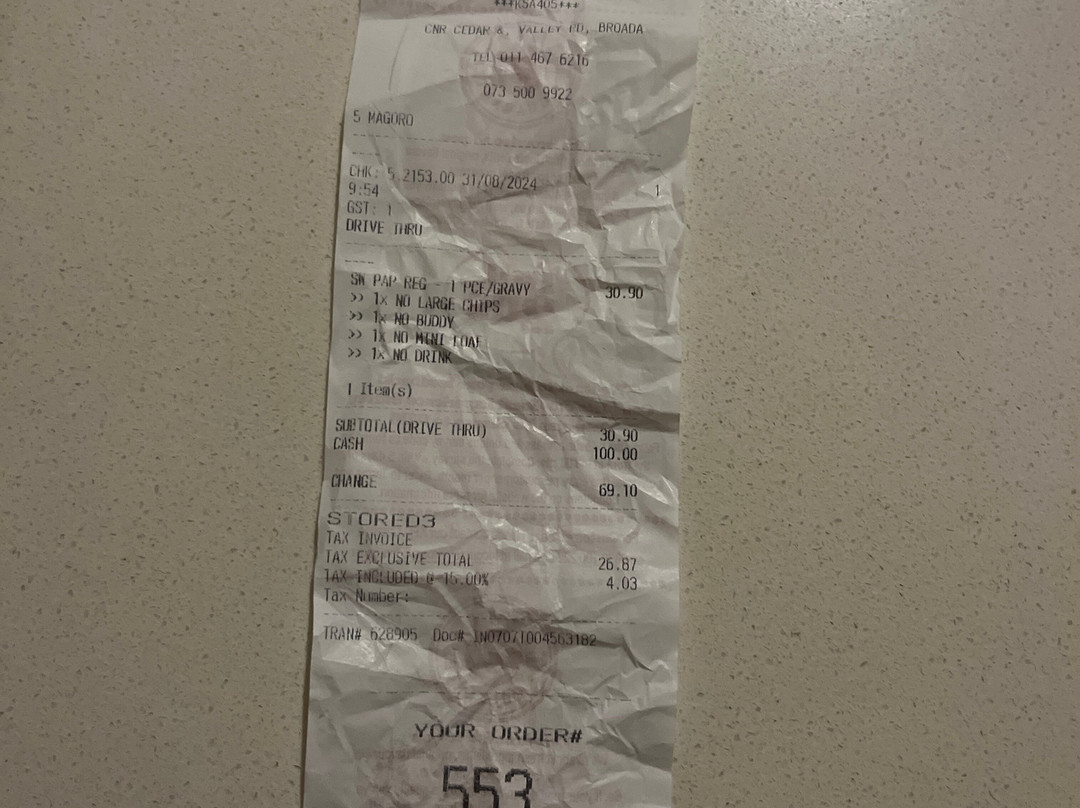 ***KSA405***
CNR CEDAR &, VALLEY RD, BROADA
TEL 011 467 6216
073 500 9922
5 MAGORO
CHK: 5 2153.00 31/08/2024 1
9:54
GST: 1
DRIVE THRU
SN PAP REG - 1 PCE/GRAVY 30.90
>> 1x NO LARGE CHIPS
>> 1x NO BUDDY
>> 1x NO MINI LOAF
>> 1x NO DRINK
1 Item(s)
SUBTOTAL(DRIVE THRU) 30.90
CASH 100.00
CHANGE 69.10
STORED3
TAX INVOICE
TAX EXCLUSIVE TOTAL 26.87
TAX INCLUDED @ 15.00% 4.03
Tax Number:
TRAN# 628905 Doc# IN07071004563182
YOUR ORDER#
553